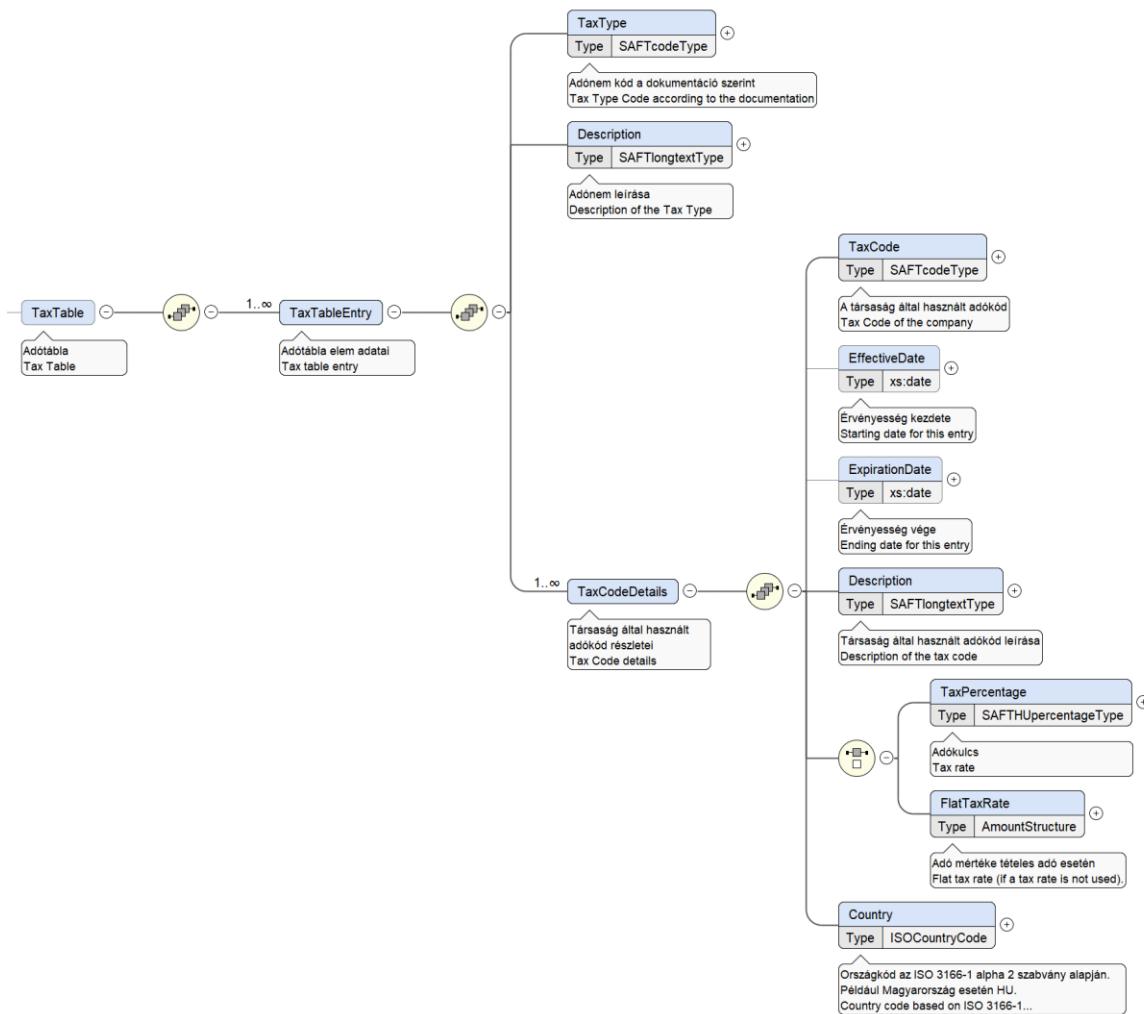 TaxType
Type SAFTcodeType
Adónem kód a dokumentáció szerint
Tax Type Code according to the documentation
Description
Type SAFTlongtextType
Adónem leírása
Description of the Tax Type
TaxTable
Adótábla
Tax Table
1..∞
TaxTableEntry
Adótábla elem adatai
Tax table entry
1..∞
TaxCodeDetails
Társaság által használt
adókód részletei
Tax Code details
TaxCode
Type SAFTcodeType
A társaság által használt adókód
Tax Code of the company
EffectiveDate
Type xs:date
Érvényesség kezdete
Starting date for this entry
ExpirationDate
Type xs:date
Érvényesség vége
Ending date for this entry
Description
Type SAFTlongtextType
Társaság által használt adókód leírása
Description of the tax code
TaxPercentage
Type SAFTHUpercentageType
Adókulcs
Tax rate
FlatTaxRate
Type AmountStructure
Adó mértéke tételes adó esetén
Flat tax rate (if a tax rate is not used).
Country
Type ISOCountryCode
Országkód az ISO 3166-1 alpha 2 szabvány alapján.
Például Magyarország esetén HU.
Country code based on ISO 3166-1...